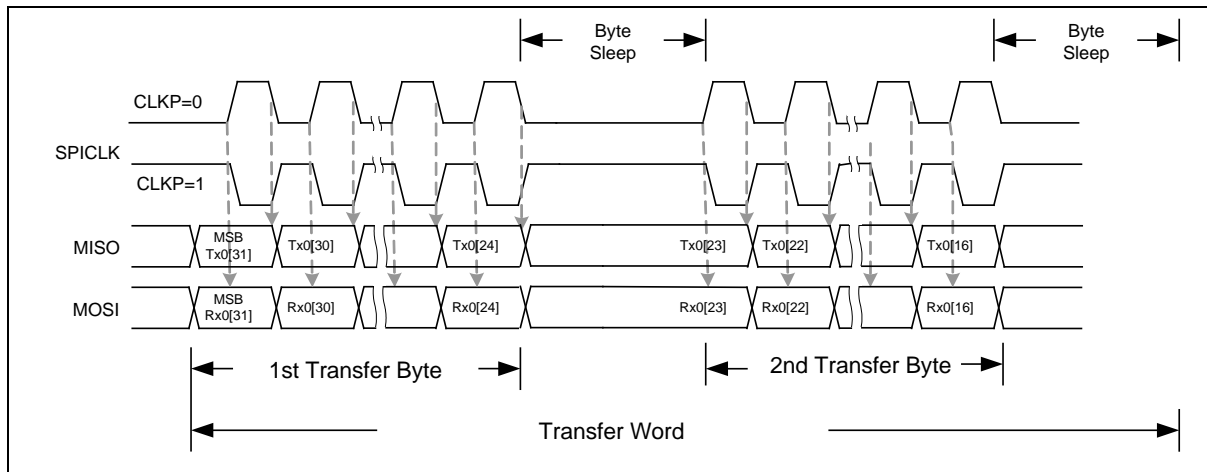 Byte
Sleep
Byte
Sleep
CLKP=0
SPICLK
CLKP=1
MISO
MSB
Tx0[31]
Tx0[30]
Tx0[24]
Tx0[23]
Tx0[22]
Tx0[16]
MOSI
MSB
Rx0[31]
Rx0[30]
Rx0[24]
Rx0[23]
Rx0[22]
Rx0[16]
1st Transfer Byte
2nd Transfer Byte
Transfer Word